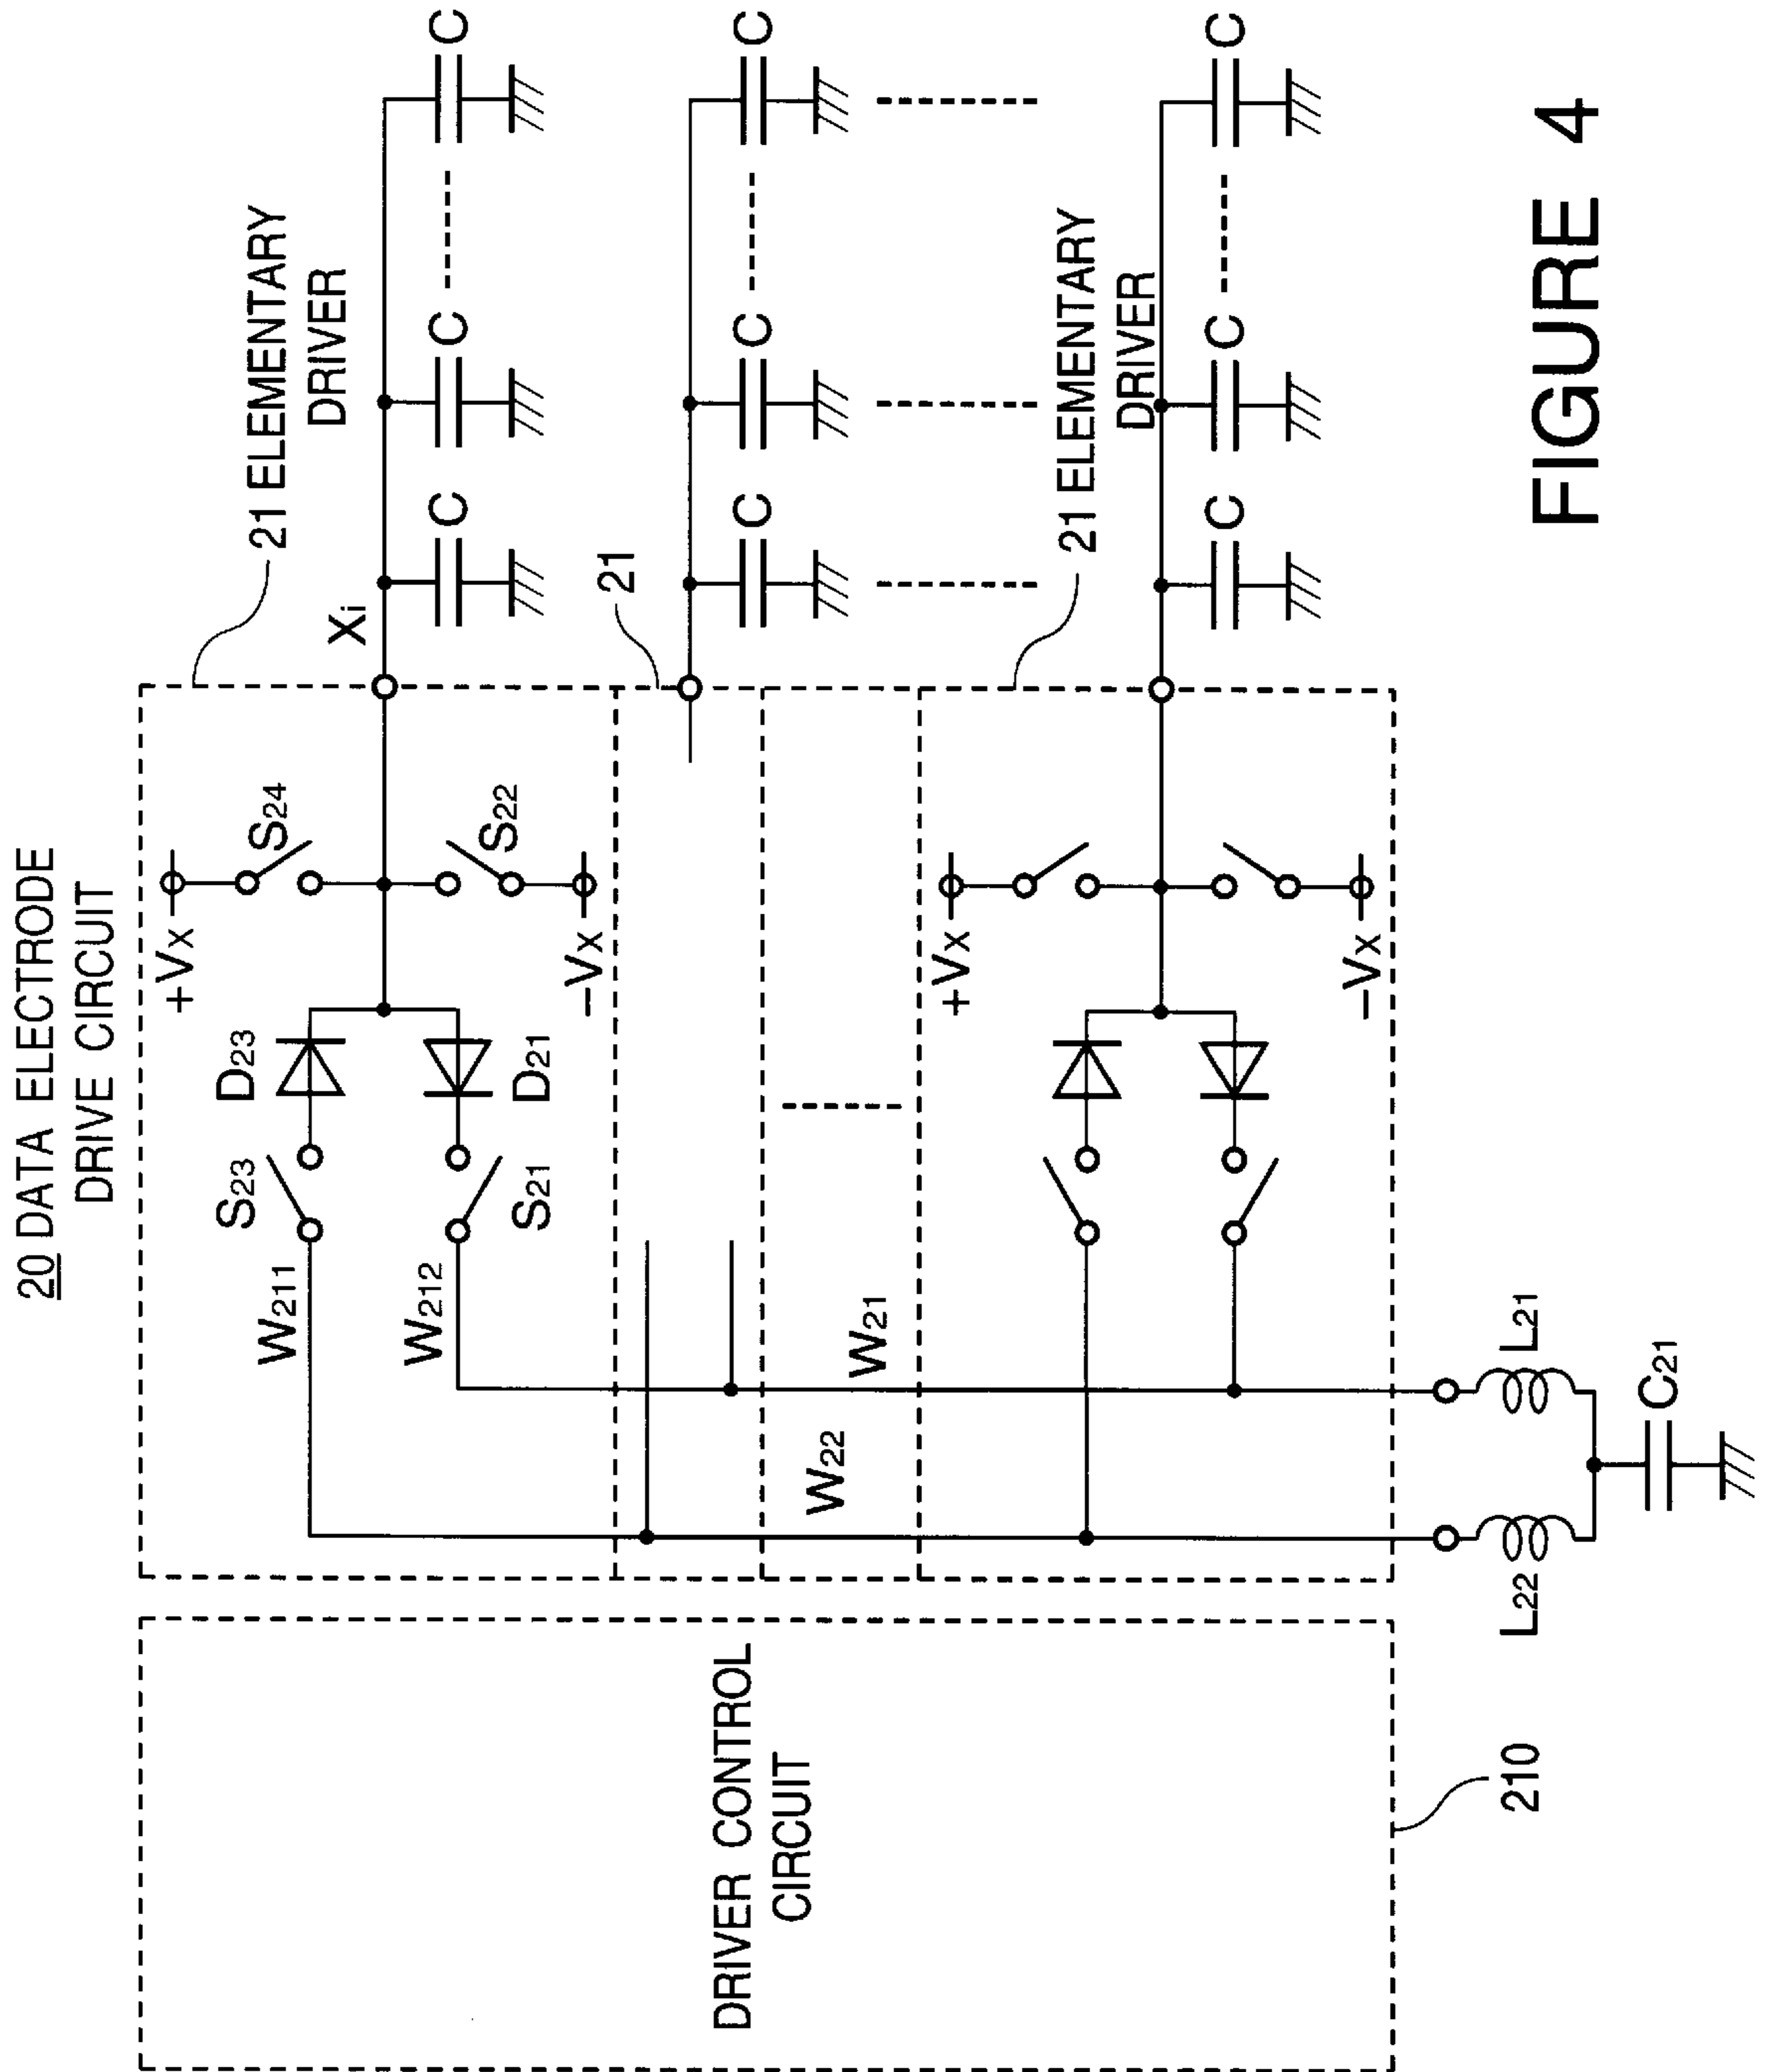 20 DATA ELECTRODE
DRIVE CIRCUIT
21 ELEMENTARY
DRIVER
+VX
S24
Xi
S23
D23
C
C
C
W211
S22
W212
S21
D21
-VX
21
C
C
C
W21
W22
21 ELEMENTARY
DRIVER
+VX
-VX
C
C
C
DRIVER CONTROL
CIRCUIT
210
L22
L21
C21
FIGURE 4